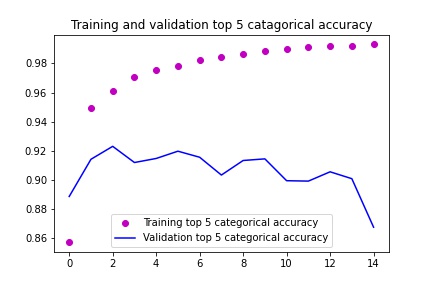 Training and validation top 5 catagorical accuracy
0.98
0.96
0.94
0.92
0.90
0.88
0.86
Training top 5 categorical accuracy
Validation top 5 categorical accuracy
0 2 4 6 8 10 12 14